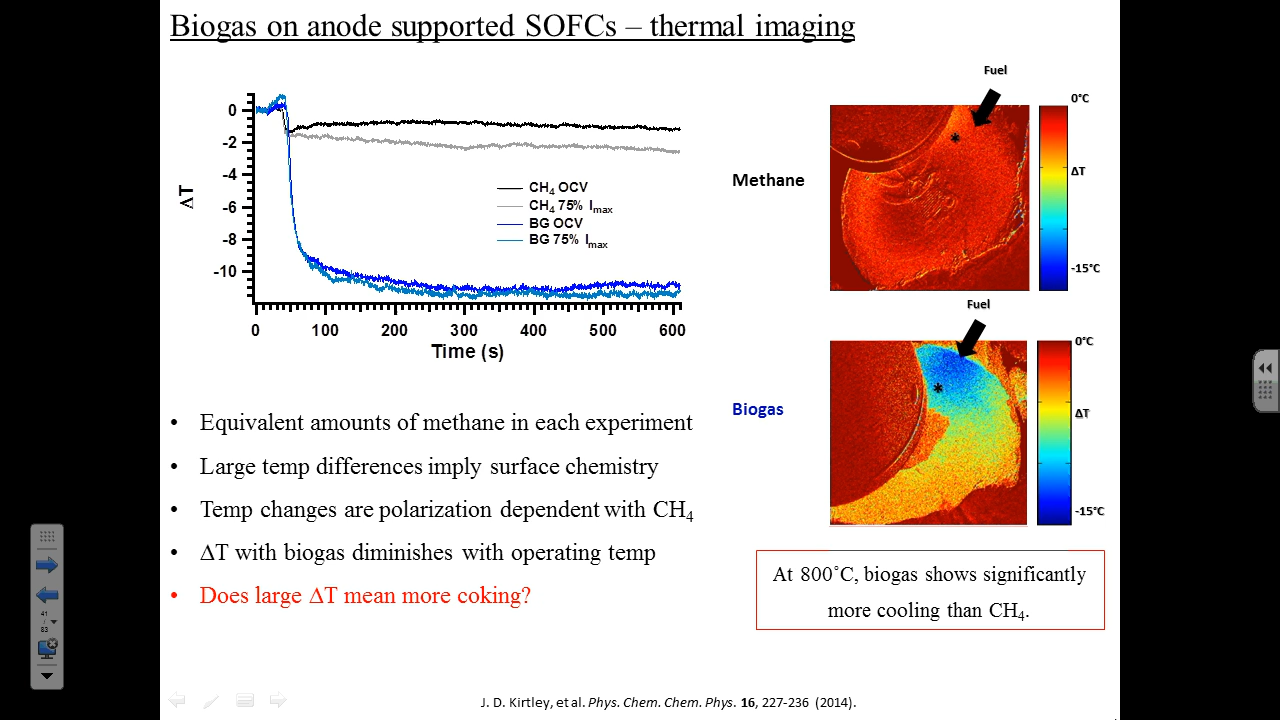 Biogas on anode supported SOFCs – thermal imaging
0
-2
-4
-6
-8
-10
ΔT
CH4 OCV
CH4 75% Imax
BG OCV
BG 75% Imax
0 100 200 300 400 500 600
Time (s)
Fuel
Methane
0°C
ΔT
-15°C
Fuel
Biogas
0°C
ΔT
-15°C
• Equivalent amounts of methane in each experiment
• Large temp differences imply surface chemistry
• Temp changes are polarization dependent with CH4
• ΔT with biogas diminishes with operating temp
• Does large ΔT mean more coking?
At 800˚C, biogas shows significantly
more cooling than CH4.
J. D. Kirtley, et al. Phys. Chem. Chem. Phys. 16, 227-236 (2014).
41
/
83